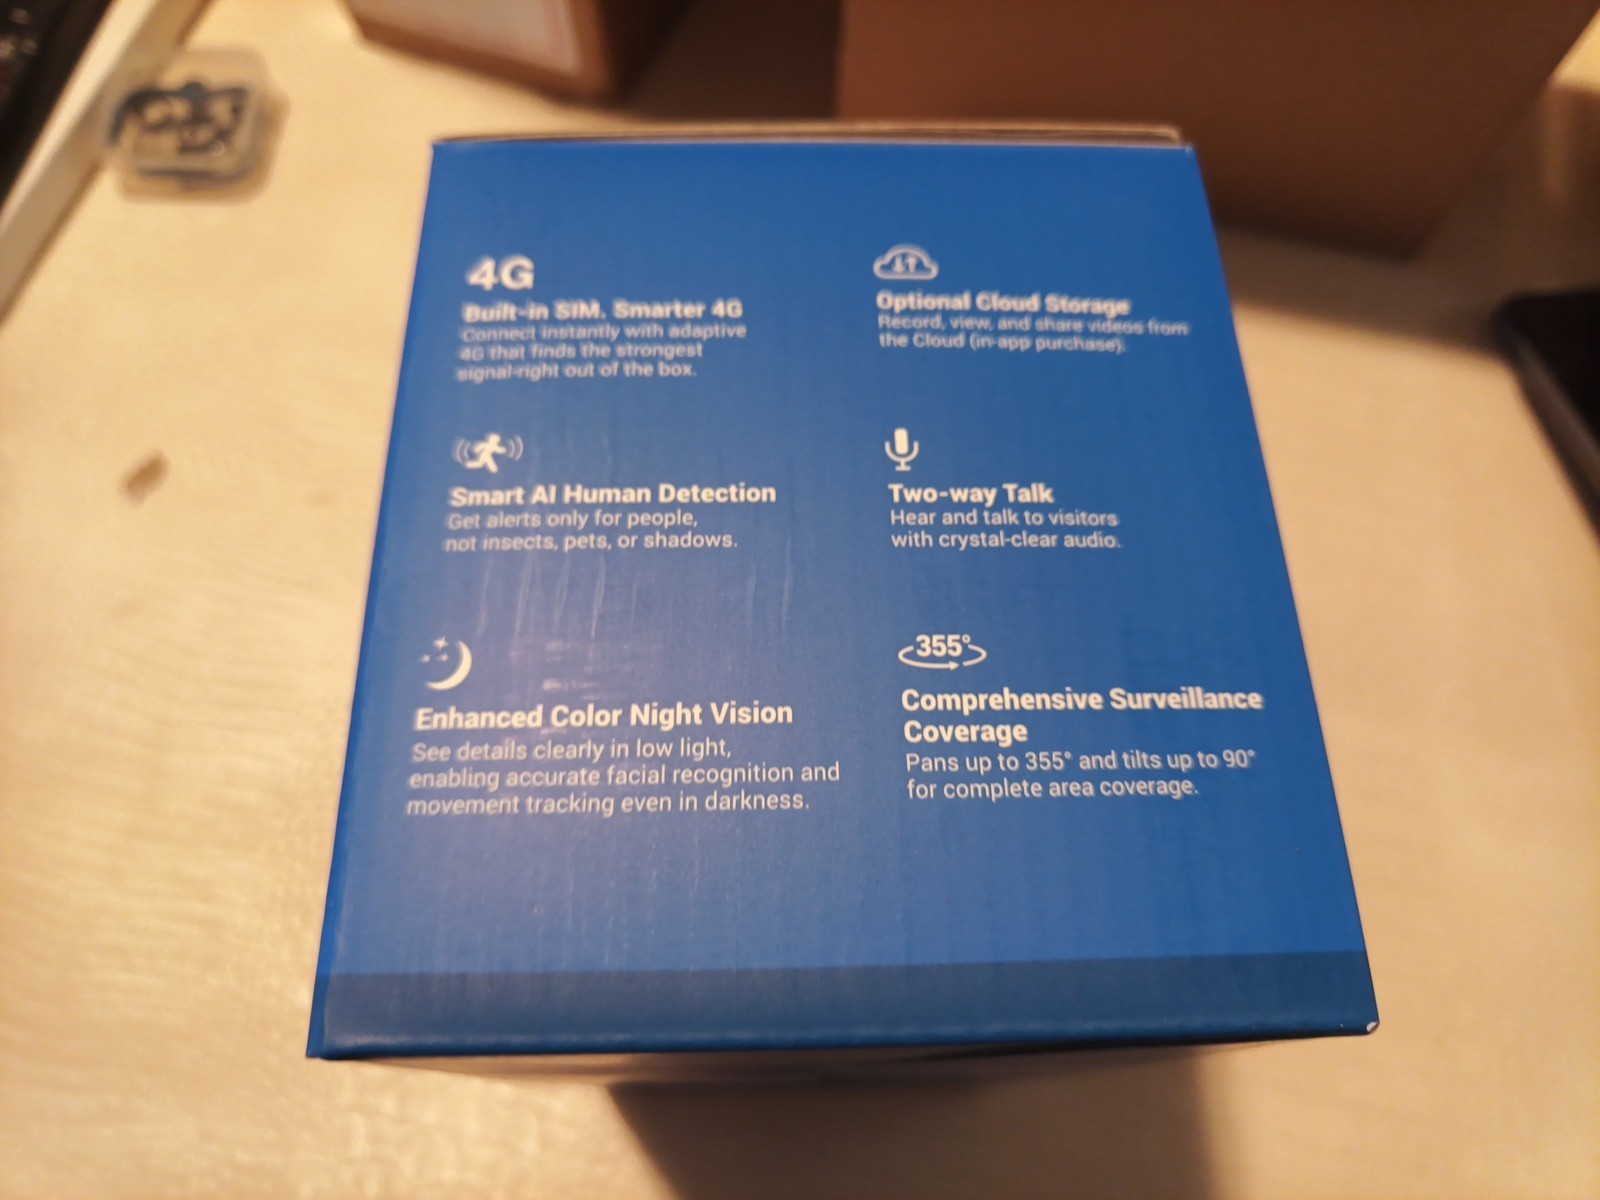 4G
Built-in SIM. Smarter 4G
Connect instantly with adaptive
4G that finds the strongest
signal-right out of the box.
Optional Cloud Storage
Record, view, and share videos from
the Cloud (in-app purchase).
Smart AI Human Detection
Get alerts only for people,
not insects, pets, or shadows.
Two-way Talk
Hear and talk to visitors
with crystal-clear audio.
Enhanced Color Night Vision
See details clearly in low light,
enabling accurate facial recognition and
movement tracking even in darkness.
355°
Comprehensive Surveillance
Coverage
Pans up to 355° and tilts up to 90°
for complete area coverage.